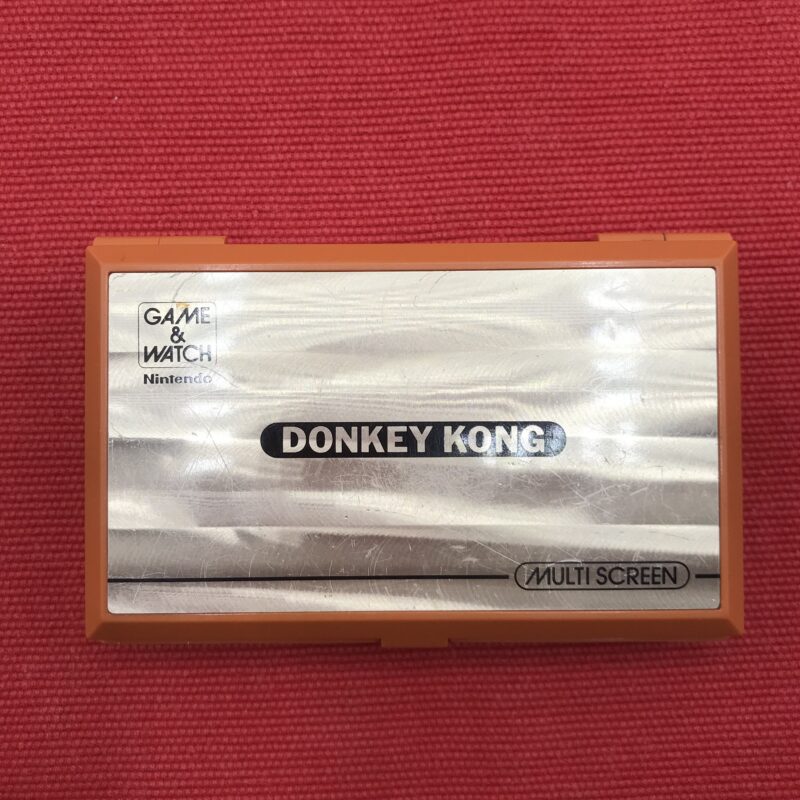 GAME
&
WATCH
Nintendo
DONKEY KONG
MULTI SCREEN